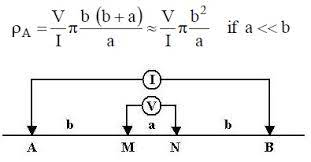 ρA = V/I π b (b+a)/a ≈ V/I π b²/a if a << b
I
V
b a b
A M N B